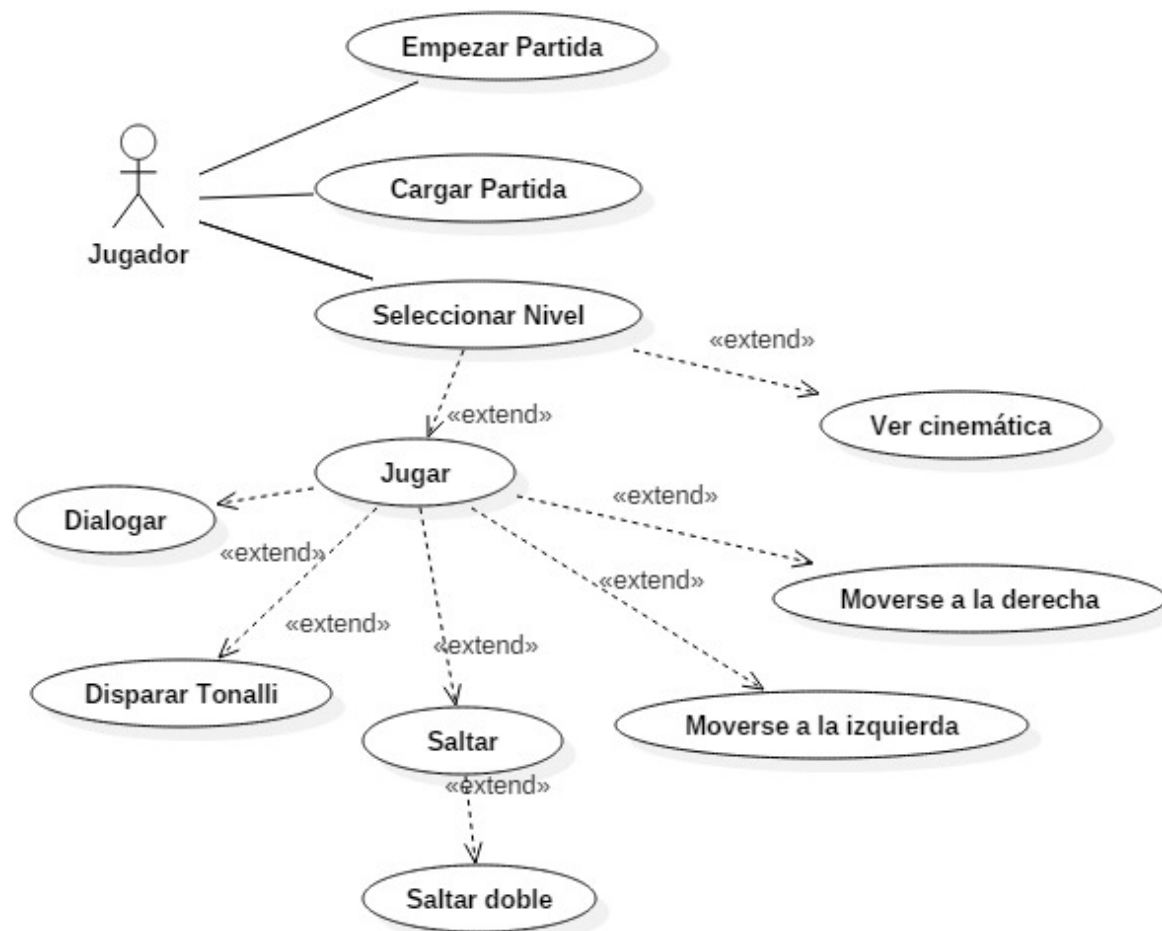 Empezar Partida
Cargar Partida
Jugador
Seleccionar Nivel
«extend»
Ver cinemática
«extend»
Jugar
«extend»
Dialogar
«extend»
«extend»
Moverse a la derecha
«extend»
«extend»
Disparar Tonalli
Moverse a la izquierda
Saltar
«extend»
Saltar doble